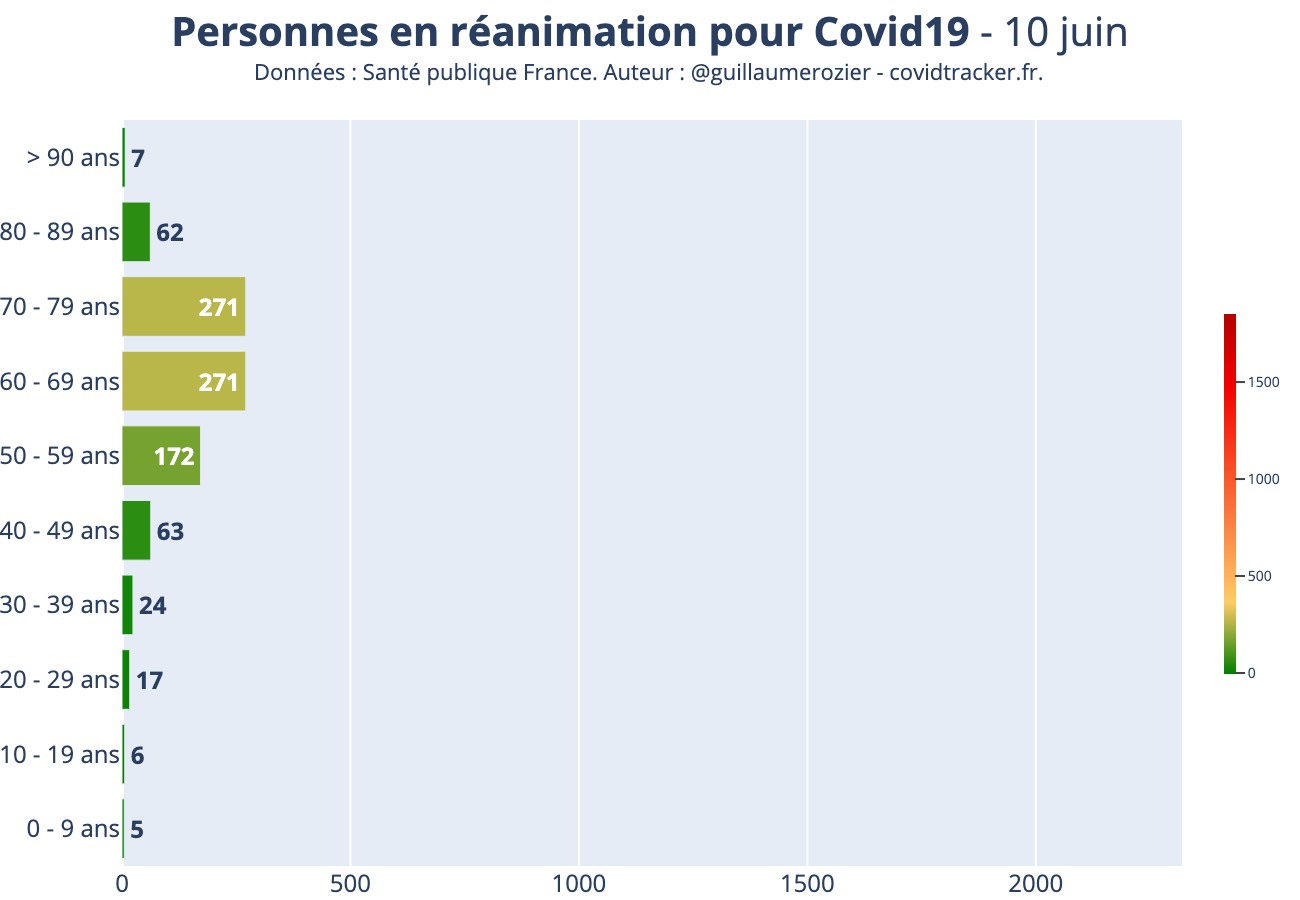 Personnes en réanimation pour Covid19 - 10 juin
Données : Santé publique France. Auteur : @guillaumerozier - covidtracker.fr.
> 90 ans 7
80 - 89 ans 62
70 - 79 ans 271
60 - 69 ans 271
50 - 59 ans 172
40 - 49 ans 63
30 - 39 ans 24
20 - 29 ans 17
10 - 19 ans 6
0 - 9 ans 5
0 500 1000 1500 2000
1500
1000
500
0